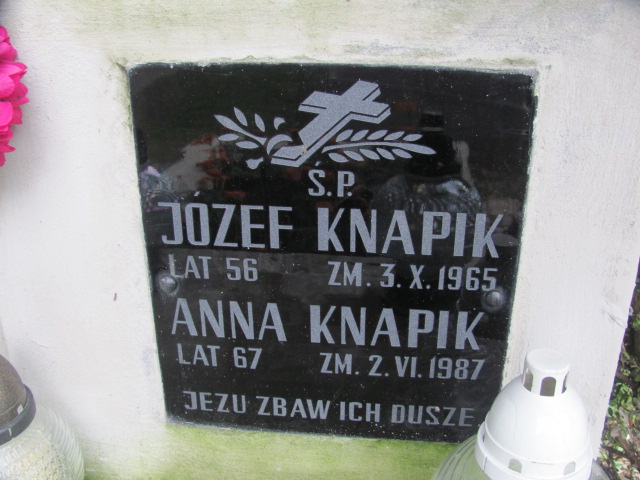 Ś.P.
JÓZEF KNAPIK
LAT 56 ZM. 3. X. 1965
ANNA KNAPIK
LAT 67 ZM. 2. VI. 1987
JEZU ZBAW ICH DUSZE